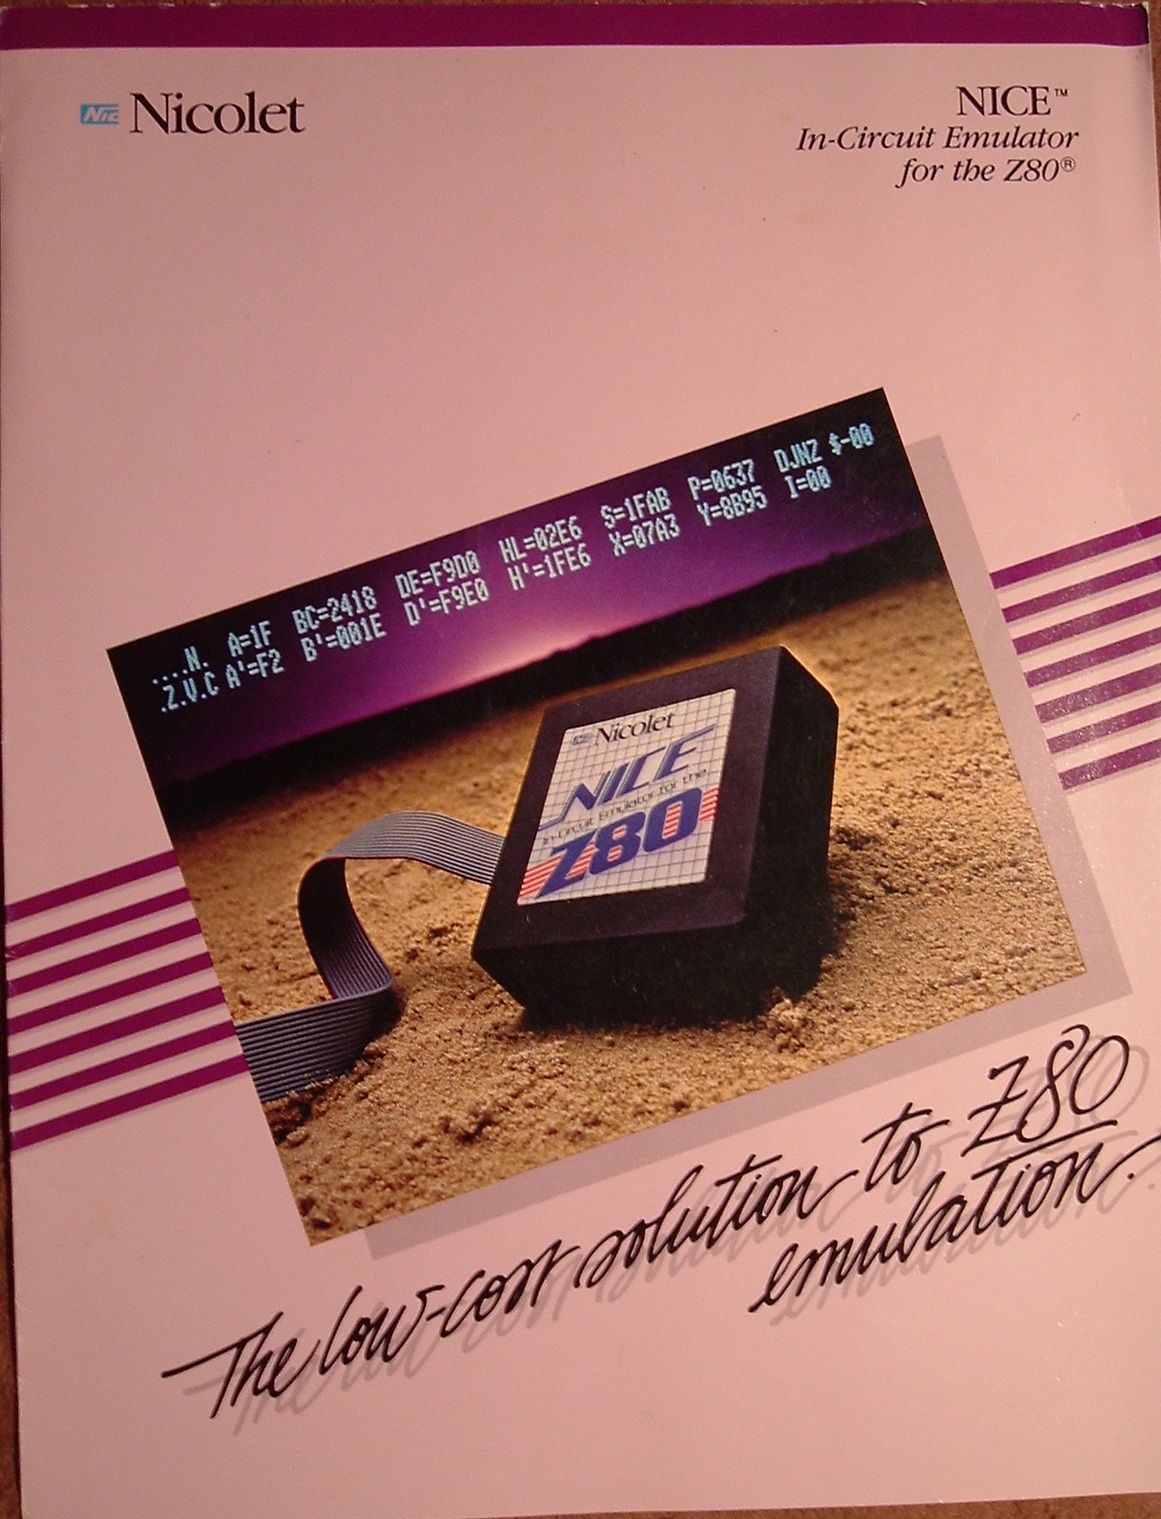 Nic Nicolet
NICE™
In-Circuit Emulator
for the Z80®
....N. A=1F BC=2418 DE=F9D0 HL=02E6 S=1FAB P=0637 DJNZ $-00
.Z.V.C A'=F2 B'=001E D'=F9E0 H'=1FE6 X=07A3 Y=8B95 I=00
Nicolet
NICE
In-Circuit Emulator for the
Z80
The low-cost solution to Z80
emulation.